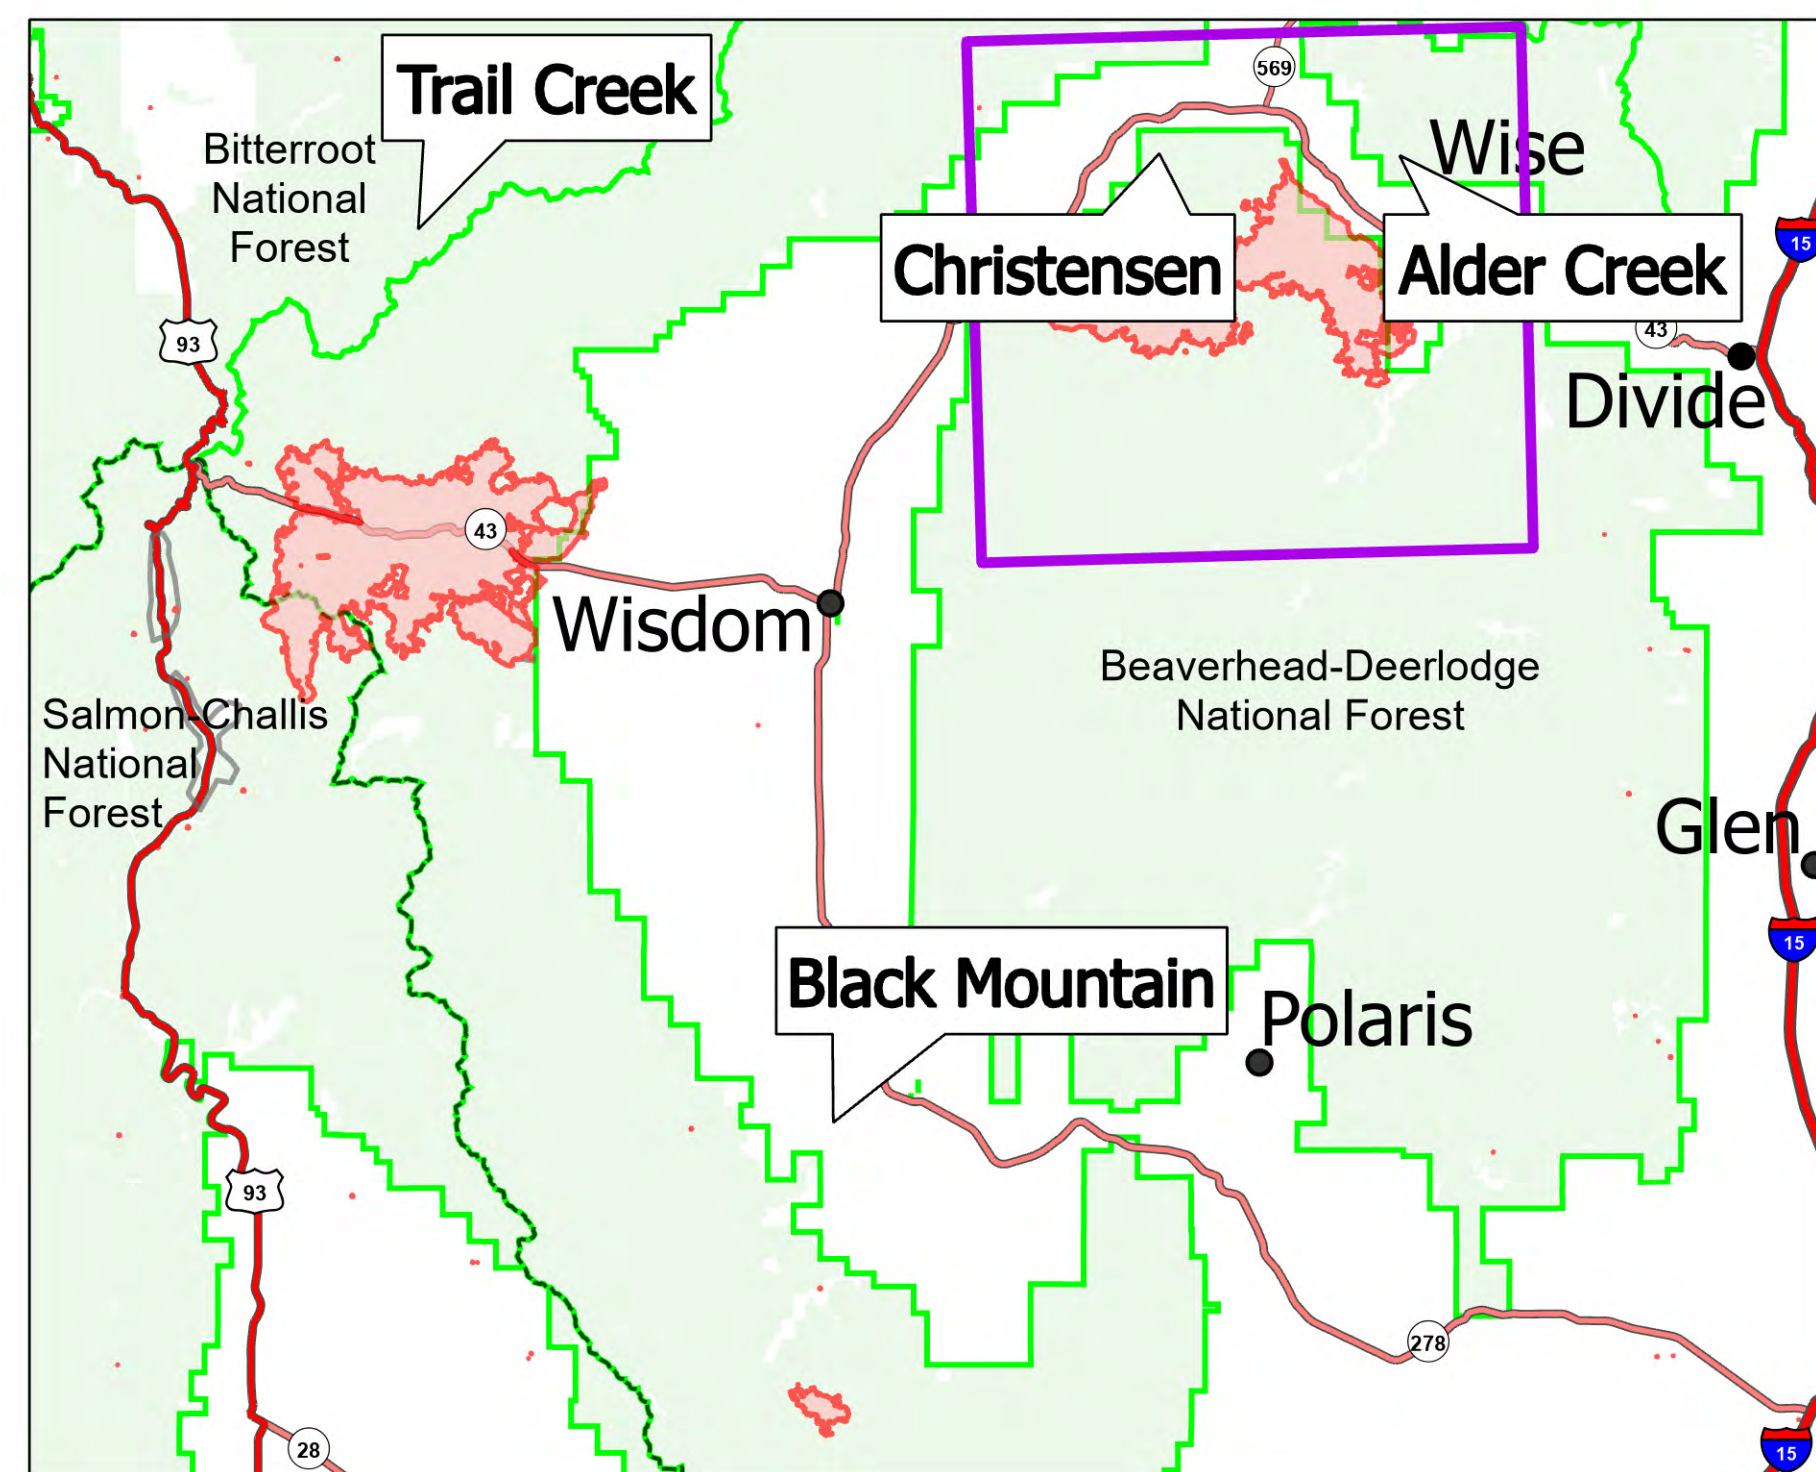 569
Trail Creek
Wise
Bitterroot
National
Forest
15
Christensen
Alder Creek
93
43
Divide
43
Wisdom
Beaverhead-Deerlodge
National Forest
Salmon-Challis
National
Forest
Glen
15
Black Mountain
Polaris
93
278
28
15